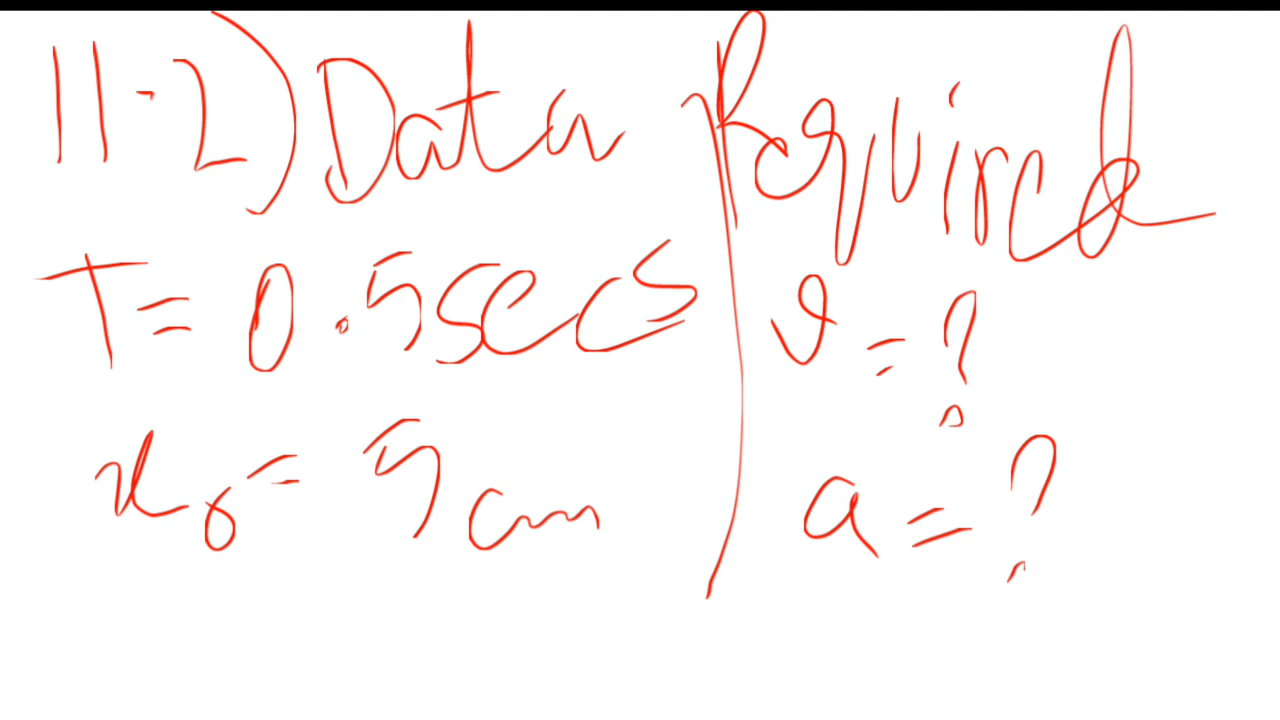 11.2) Data Required
T = 0.5 secs v = ?
x₀ = 5 cm a = ?